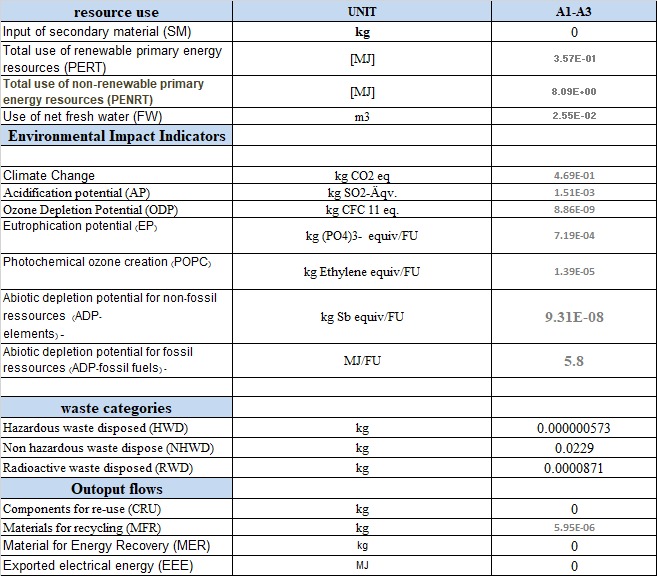 resource use UNIT A1-A3
Input of secondary material (SM) kg 0
Total use of renewable primary energy
resources (PERT) [MJ] 3.57E-01
Total use of non-renewable primary
energy resources (PENRT) [MJ] 8.09E+00
Use of net fresh water (FW) m3 2.55E-02
Environmental Impact Indicators
Climate Change kg CO2 eq 4.69E-01
Acidification potential (AP) kg SO2-Äqv. 1.51E-03
Ozone Depletion Potential (ODP) kg CFC 11 eq. 8.86E-09
Eutrophication potential (EP)
kg (PO4)3- equiv/FU 7.19E-04
Photochemical ozone creation (POPC)
kg Ethylene equiv/FU 1.39E-05
Abiotic depletion potential for non-fossil
ressources (ADP- kg Sb equiv/FU 9.31E-08
elements) -
Abiotic depletion potential for fossil
ressources (ADP-fossil fuels) - MJ/FU 5.8
waste categories
Hazardous waste disposed (HWD) kg 0.000000573
Non hazardous waste dispose (NHWD) kg 0.0229
Radioactive waste disposed (RWD) kg 0.0000871
Outoput flows
Components for re-use (CRU) kg 0
Materials for recycling (MFR) kg 5.95E-06
Material for Energy Recovery (MER) kg 0
Exported electrical energy (EEE) MJ 0